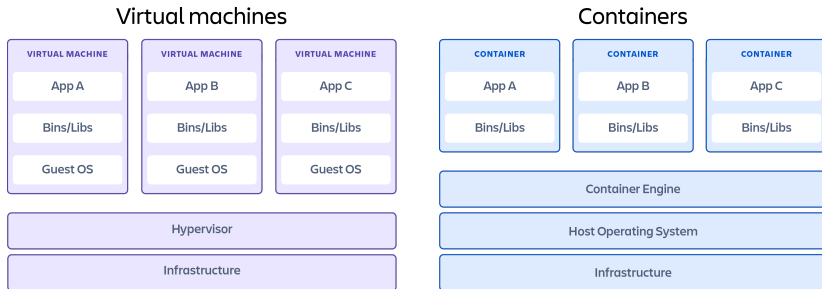 Virtual machines
VIRTUAL MACHINE
App A
Bins/Libs
Guest OS
VIRTUAL MACHINE
App B
Bins/Libs
Guest OS
VIRTUAL MACHINE
App C
Bins/Libs
Guest OS
Hypervisor
Infrastructure
Containers
CONTAINER
App A
Bins/Libs
CONTAINER
App B
Bins/Libs
CONTAINER
App C
Bins/Libs
Container Engine
Host Operating System
Infrastructure